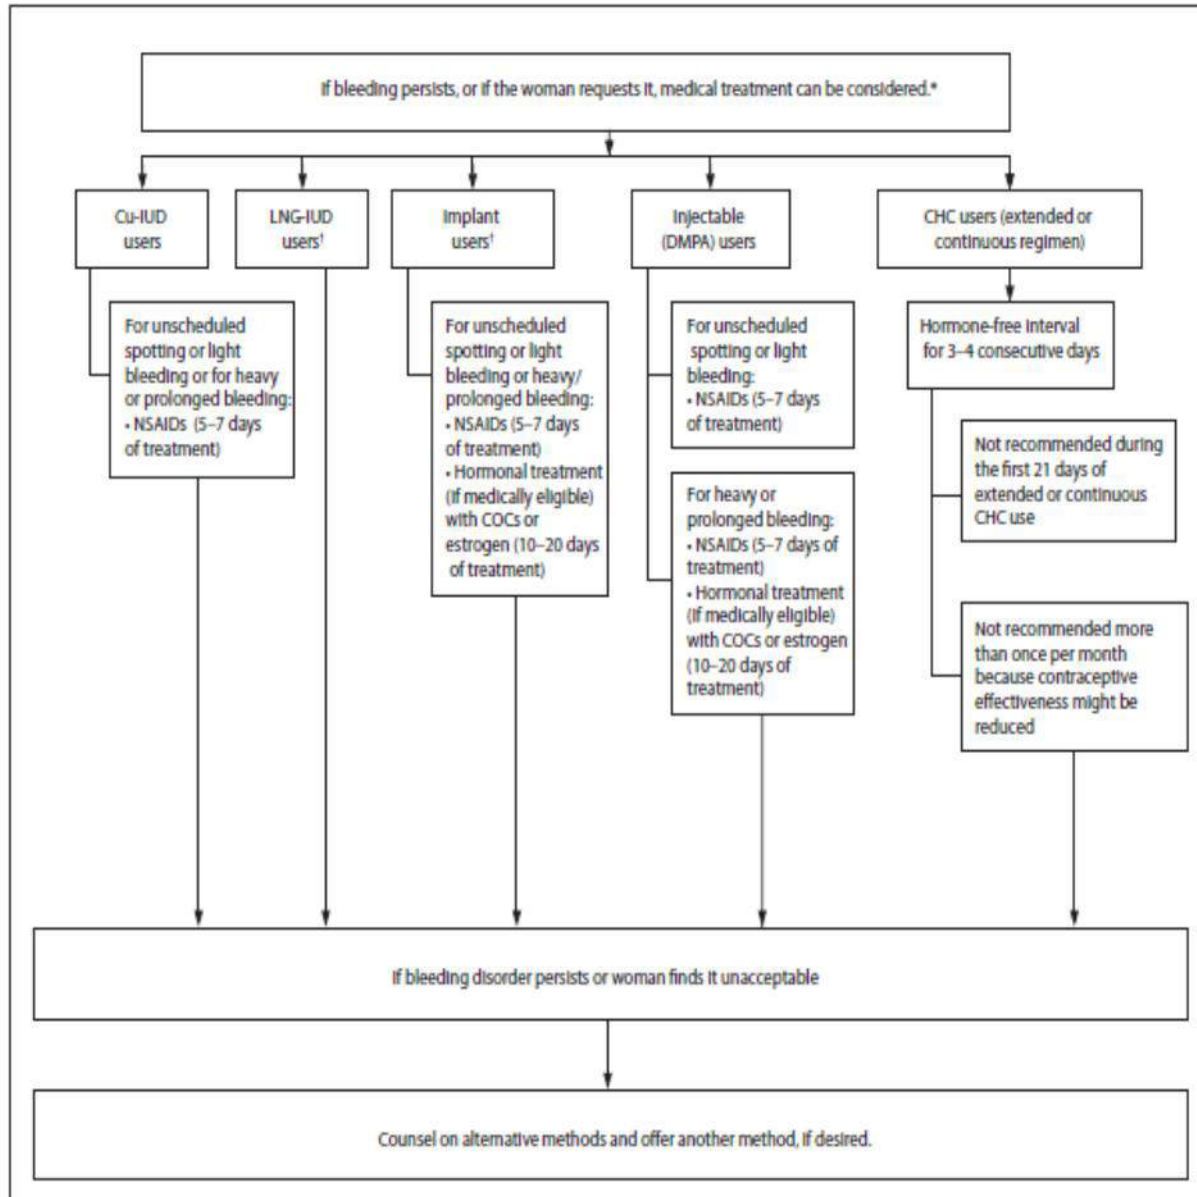 If bleeding persists, or if the woman requests it, medical treatment can be considered.*
Cu-IUD
users
LNG-IUD
users†
Implant
users†
Injectable
(DMPA) users
CHC users (extended or
continuous regimen)
For unscheduled
spotting or light
bleeding or for heavy
or prolonged bleeding:
• NSAIDs (5–7 days
of treatment)
For unscheduled
spotting or light
bleeding or heavy/
prolonged bleeding:
• NSAIDs (5–7 days
of treatment)
• Hormonal treatment
(if medically eligible)
with COCs or
estrogen (10–20 days
of treatment)
For unscheduled
spotting or light
bleeding:
• NSAIDs (5–7 days
of treatment)
For heavy or
prolonged bleeding:
• NSAIDs (5–7 days of
treatment)
• Hormonal treatment
(if medically eligible)
with COCs or estrogen
(10–20 days of
treatment)
Hormone-free interval
for 3–4 consecutive days
Not recommended during
the first 21 days of
extended or continuous
CHC use
Not recommended more
than once per month
because contraceptive
effectiveness might be
reduced
If bleeding disorder persists or woman finds it unacceptable
Counsel on alternative methods and offer another method, if desired.